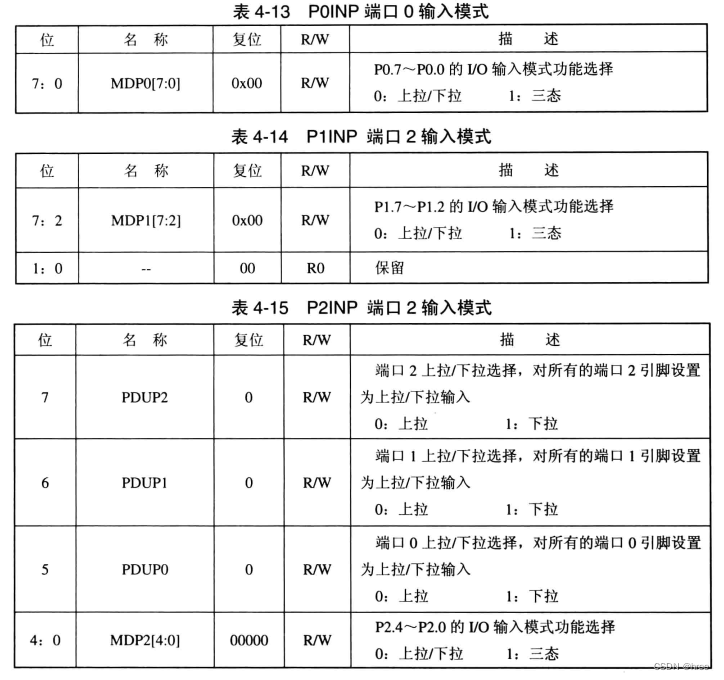 表 4-13 P0INP 端口 0 输入模式
位 名 称 复位 R/W 描 述
7：0 MDP0[7:0] 0x00 R/W P0.7～P0.0 的 I/O 输入模式功能选择
0：上拉/下拉 1：三态
表 4-14 P1INP 端口 2 输入模式
位 名 称 复位 R/W 描 述
7：2 MDP1[7:2] 0x00 R/W P1.7～P1.2 的 I/O 输入模式功能选择
0：上拉/下拉 1：三态
1：0 -- 00 R0 保留
表 4-15 P2INP 端口 2 输入模式
位 名 称 复位 R/W 描 述
7 PDUP2 0 R/W 端口 2 上拉/下拉选择，对所有的端口 2 引脚设置
为上拉/下拉输入
0：上拉 1：下拉
6 PDUP1 0 R/W 端口 1 上拉/下拉选择，对所有的端口 1 引脚设置
为上拉/下拉输入
0：上拉 1：下拉
5 PDUP0 0 R/W 端口 0 上拉/下拉选择，对所有的端口 0 引脚设置
为上拉/下拉输入
0：上拉 1：下拉
4：0 MDP2[4:0] 00000 R/W P2.4～P2.0 的 I/O 输入模式功能选择
0：上拉/下拉 1：三态
CSDN